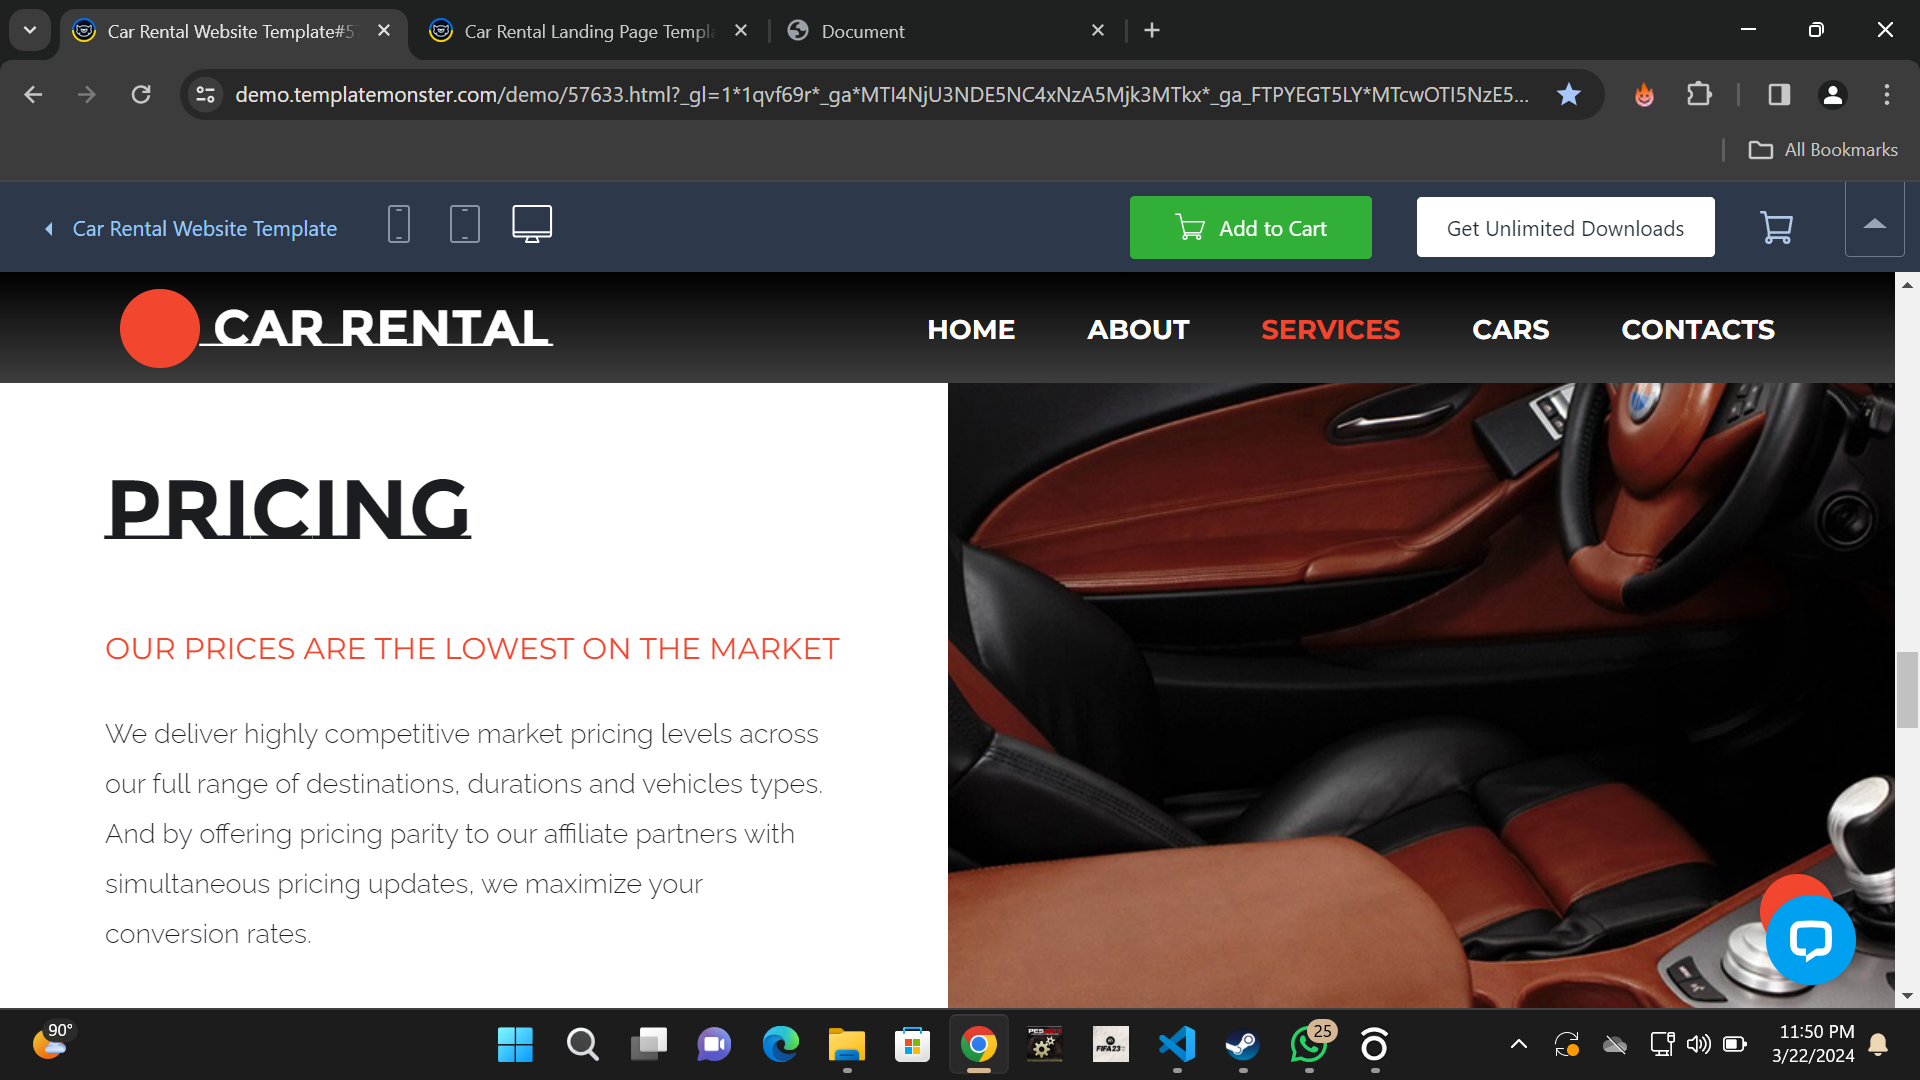 Car Rental Website Template#5
Car Rental Landing Page Templa
Document
demo.templatemonster.com/demo/57633.html?_gl=1*1qvf69r*_ga*MTI4NjU3NDE5NC4xNzA5Mjk3MTkx*_ga_FTPYEGT5LY*MTcwOTI5NzE5...
All Bookmarks
Car Rental Website Template
Add to Cart
Get Unlimited Downloads
CAR RENTAL
HOME
ABOUT
SERVICES
CARS
CONTACTS
PRICING
OUR PRICES ARE THE LOWEST ON THE MARKET
We deliver highly competitive market pricing levels across
our full range of destinations, durations and vehicles types.
And by offering pricing parity to our affiliate partners with
simultaneous pricing updates, we maximize your
conversion rates.
90°
FIFA 23
25
11:50 PM
3/22/2024